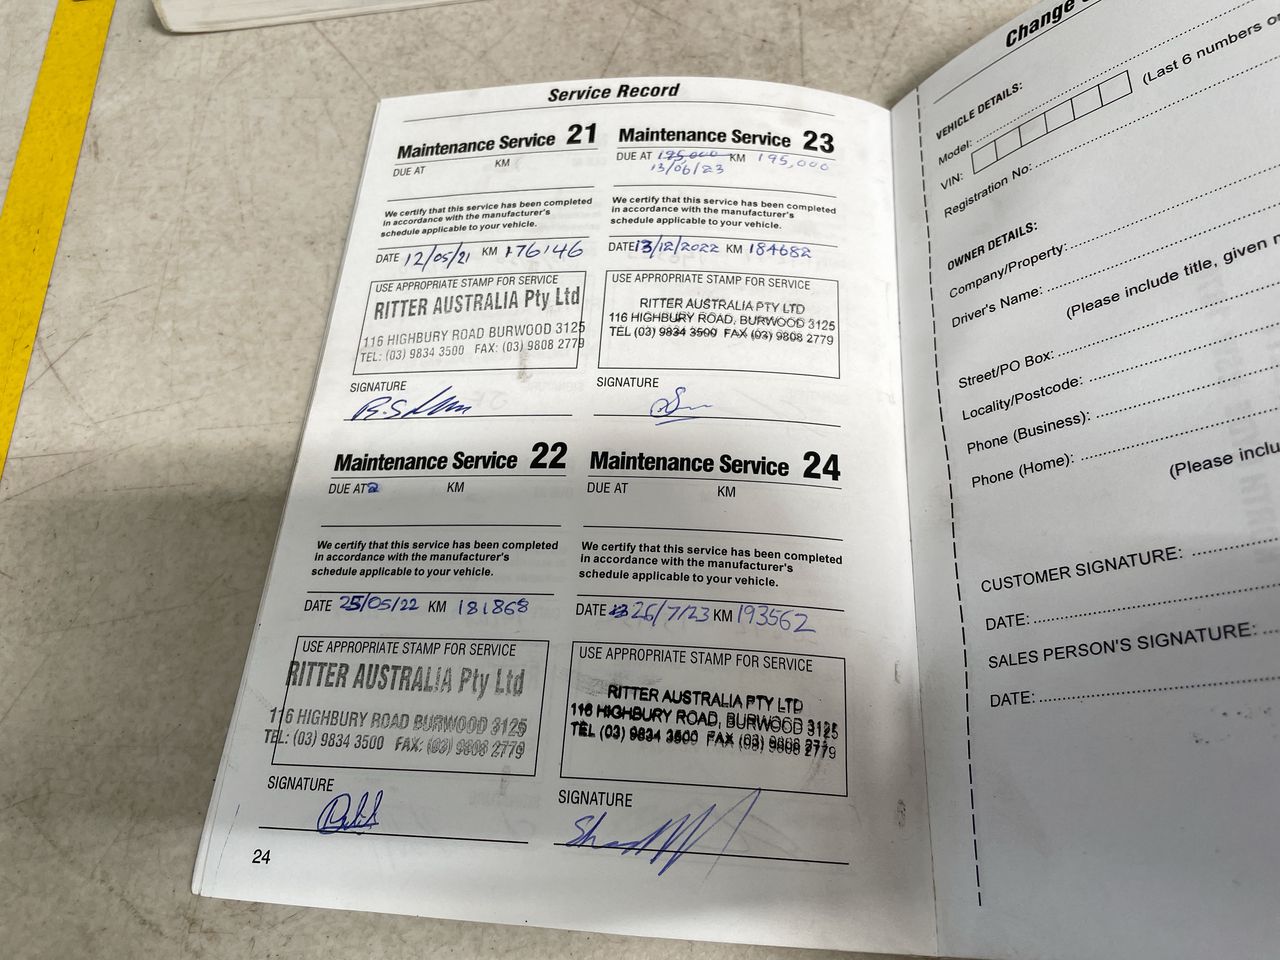 Service Record
Maintenance Service 21
DUE AT KM
We certify that this service has been completed
in accordance with the manufacturer's
schedule applicable to your vehicle.
DATE 12/05/21 KM 176146
USE APPROPRIATE STAMP FOR SERVICE
RITTER AUSTRALIA Pty Ltd
116 HIGHBURY ROAD BURWOOD 3125
TEL: (03) 9834 3500 FAX: (03) 9808 2779
SIGNATURE
Maintenance Service 23
DUE AT 195,000 KM 195,000
13/06/23
We certify that this service has been completed
in accordance with the manufacturer's
schedule applicable to your vehicle.
DATE 13/12/2022 KM 184682
USE APPROPRIATE STAMP FOR SERVICE
RITTER AUSTRALIA PTY LTD
116 HIGHBURY ROAD, BURWOOD 3125
TEL (03) 9834 3500 FAX (03) 9808 2779
SIGNATURE
Maintenance Service 22
DUE AT KM
We certify that this service has been completed
in accordance with the manufacturer's
schedule applicable to your vehicle.
DATE 25/05/22 KM 181868
USE APPROPRIATE STAMP FOR SERVICE
RITTER AUSTRALIA Pty Ltd
116 HIGHBURY ROAD BURWOOD 3125
TEL: (03) 9834 3500 FAX: (03) 9808 2779
SIGNATURE
Maintenance Service 24
DUE AT KM
We certify that this service has been completed
in accordance with the manufacturer's
schedule applicable to your vehicle.
DATE 26/7/23 KM 193562
USE APPROPRIATE STAMP FOR SERVICE
RITTER AUSTRALIA PTY LTD
116 HIGHBURY ROAD, BURWOOD 3125
TEL (03) 9834 3500 FAX (03) 9808 2779
SIGNATURE
24
Change
VEHICLE DETAILS:
Model:
VIN: (Last 6 numbers
Registration No:
OWNER DETAILS:
Company/Property:
Driver's Name:
(Please include title, given
Street/PO Box:
Locality/Postcode:
Phone (Business):
Phone (Home):
(Please
CUSTOMER SIGNATURE:
DATE:
SALES PERSON'S SIGNATURE:
DATE: